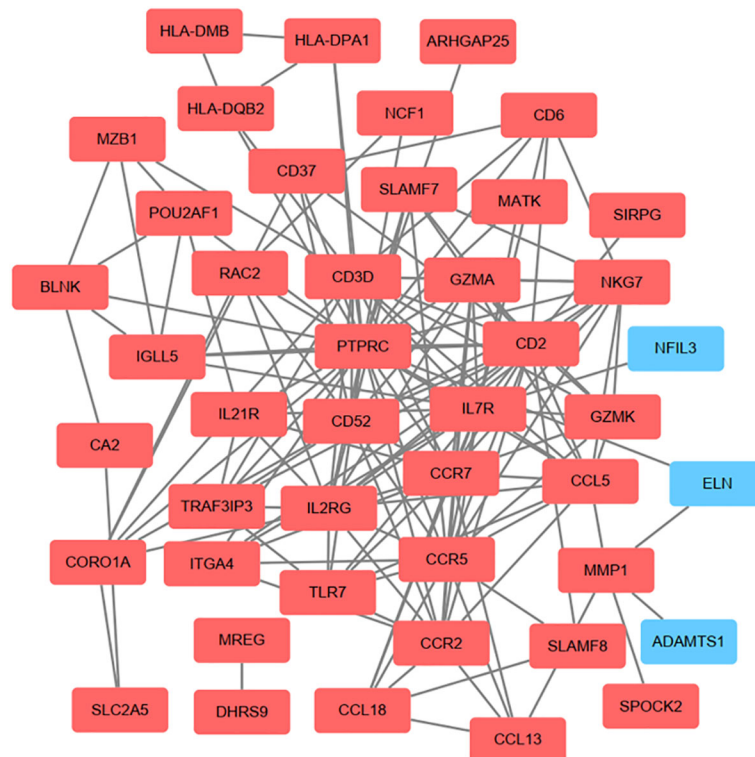 HLA-DMB
HLA-DPA1
ARHGAP25
HLA-DQB2
NCF1
CD6
MZB1
CD37
SLAMF7
MATK
POU2AF1
SIRPG
RAC2
CD3D
GZMA
NKG7
BLNK
PTPRC
CD2
NFIL3
IGLL5
IL21R
CD52
IL7R
GZMK
CA2
CCR7
CCL5
ELN
TRAF3IP3
IL2RG
CORO1A
ITGA4
CCR5
MMP1
TLR7
MREG
CCR2
SLAMF8
ADAMTS1
SLC2A5
DHRS9
CCL18
SPOCK2
CCL13